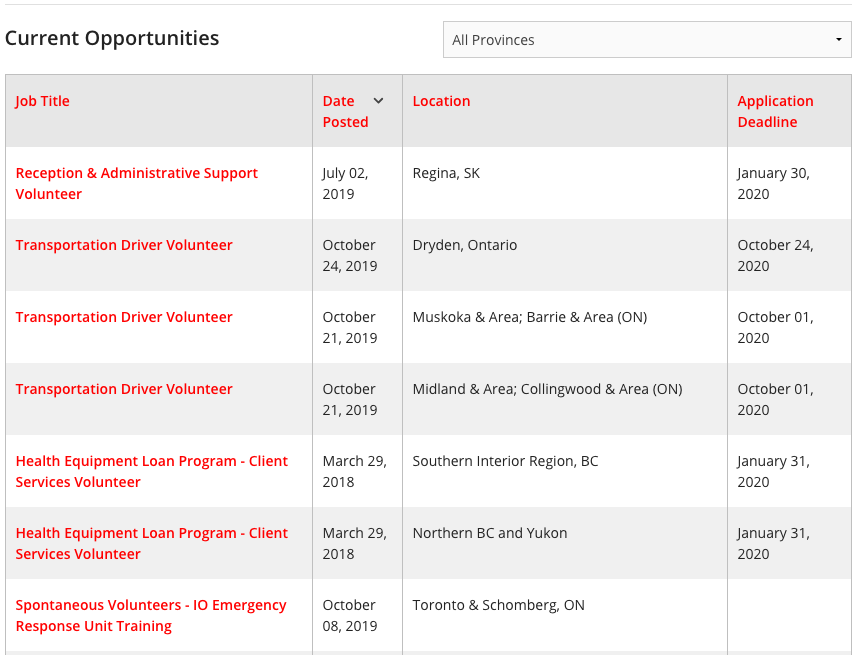 Current Opportunities
All Provinces
Job Title
Date Posted
Location
Application Deadline
Reception & Administrative Support Volunteer
July 02, 2019
Regina, SK
January 30, 2020
Transportation Driver Volunteer
October 24, 2019
Dryden, Ontario
October 24, 2020
Transportation Driver Volunteer
October 21, 2019
Muskoka & Area; Barrie & Area (ON)
October 01, 2020
Transportation Driver Volunteer
October 21, 2019
Midland & Area; Collingwood & Area (ON)
October 01, 2020
Health Equipment Loan Program - Client Services Volunteer
March 29, 2018
Southern Interior Region, BC
January 31, 2020
Health Equipment Loan Program - Client Services Volunteer
March 29, 2018
Northern BC and Yukon
January 31, 2020
Spontaneous Volunteers - IO Emergency Response Unit Training
October 08, 2019
Toronto & Schomberg, ON